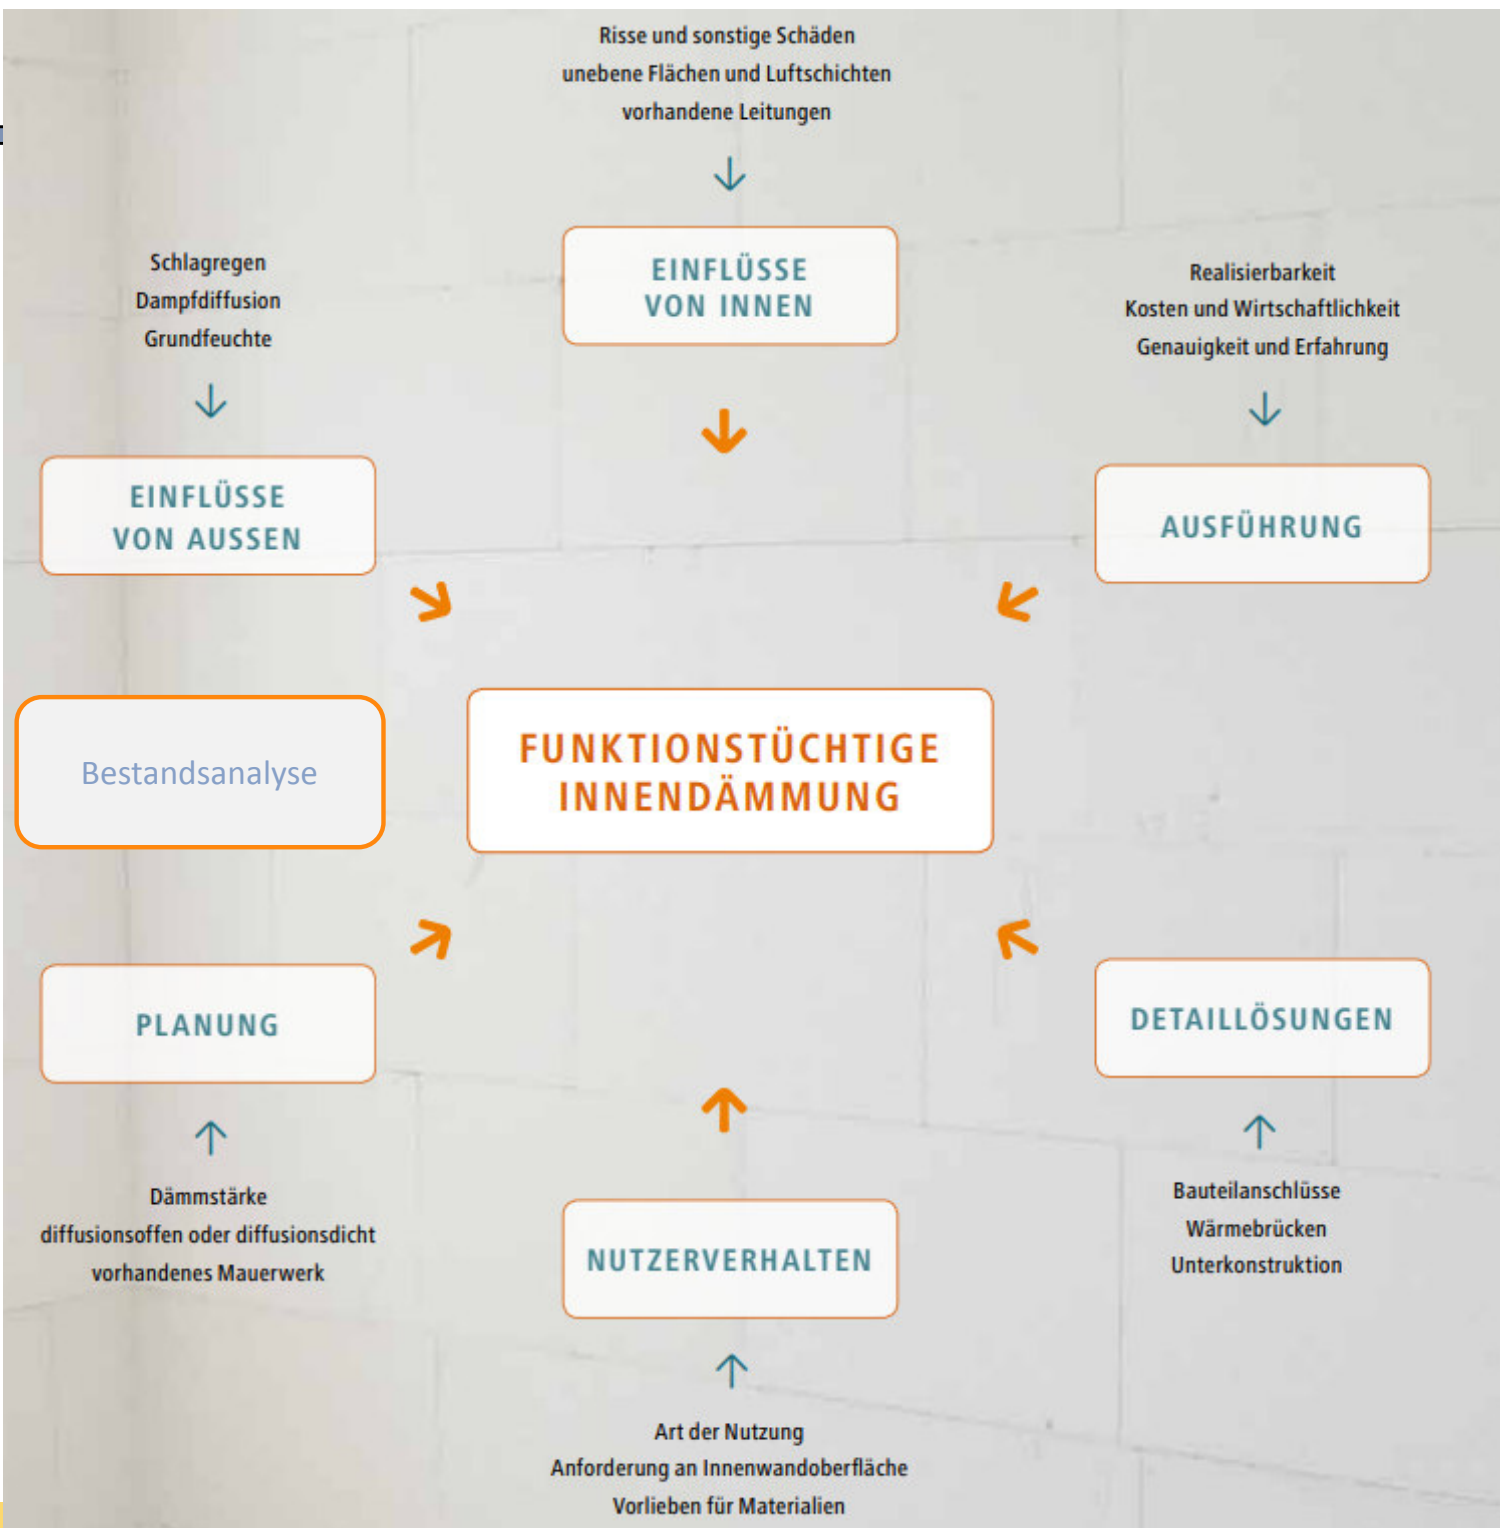 Risse und sonstige Schäden
unebene Flächen und Luftschichten
vorhandene Leitungen
EINFLÜSSE
VON INNEN
Schlagregen
Dampfdiffusion
Grundfeuchte
EINFLÜSSE
VON AUSSEN
Realisierbarkeit
Kosten und Wirtschaftlichkeit
Genauigkeit und Erfahrung
AUSFÜHRUNG
Bestandsanalyse
FUNKTIONSTÜCHTIGE
INNENDÄMMUNG
PLANUNG
Dämmstärke
diffusionsoffen oder diffusionsdicht
vorhandenes Mauerwerk
DETAILLÖSUNGEN
Bauteilanschlüsse
Wärmebrücken
Unterkonstruktion
NUTZERVERHALTEN
Art der Nutzung
Anforderung an Innenwandoberfläche
Vorlieben für Materialien